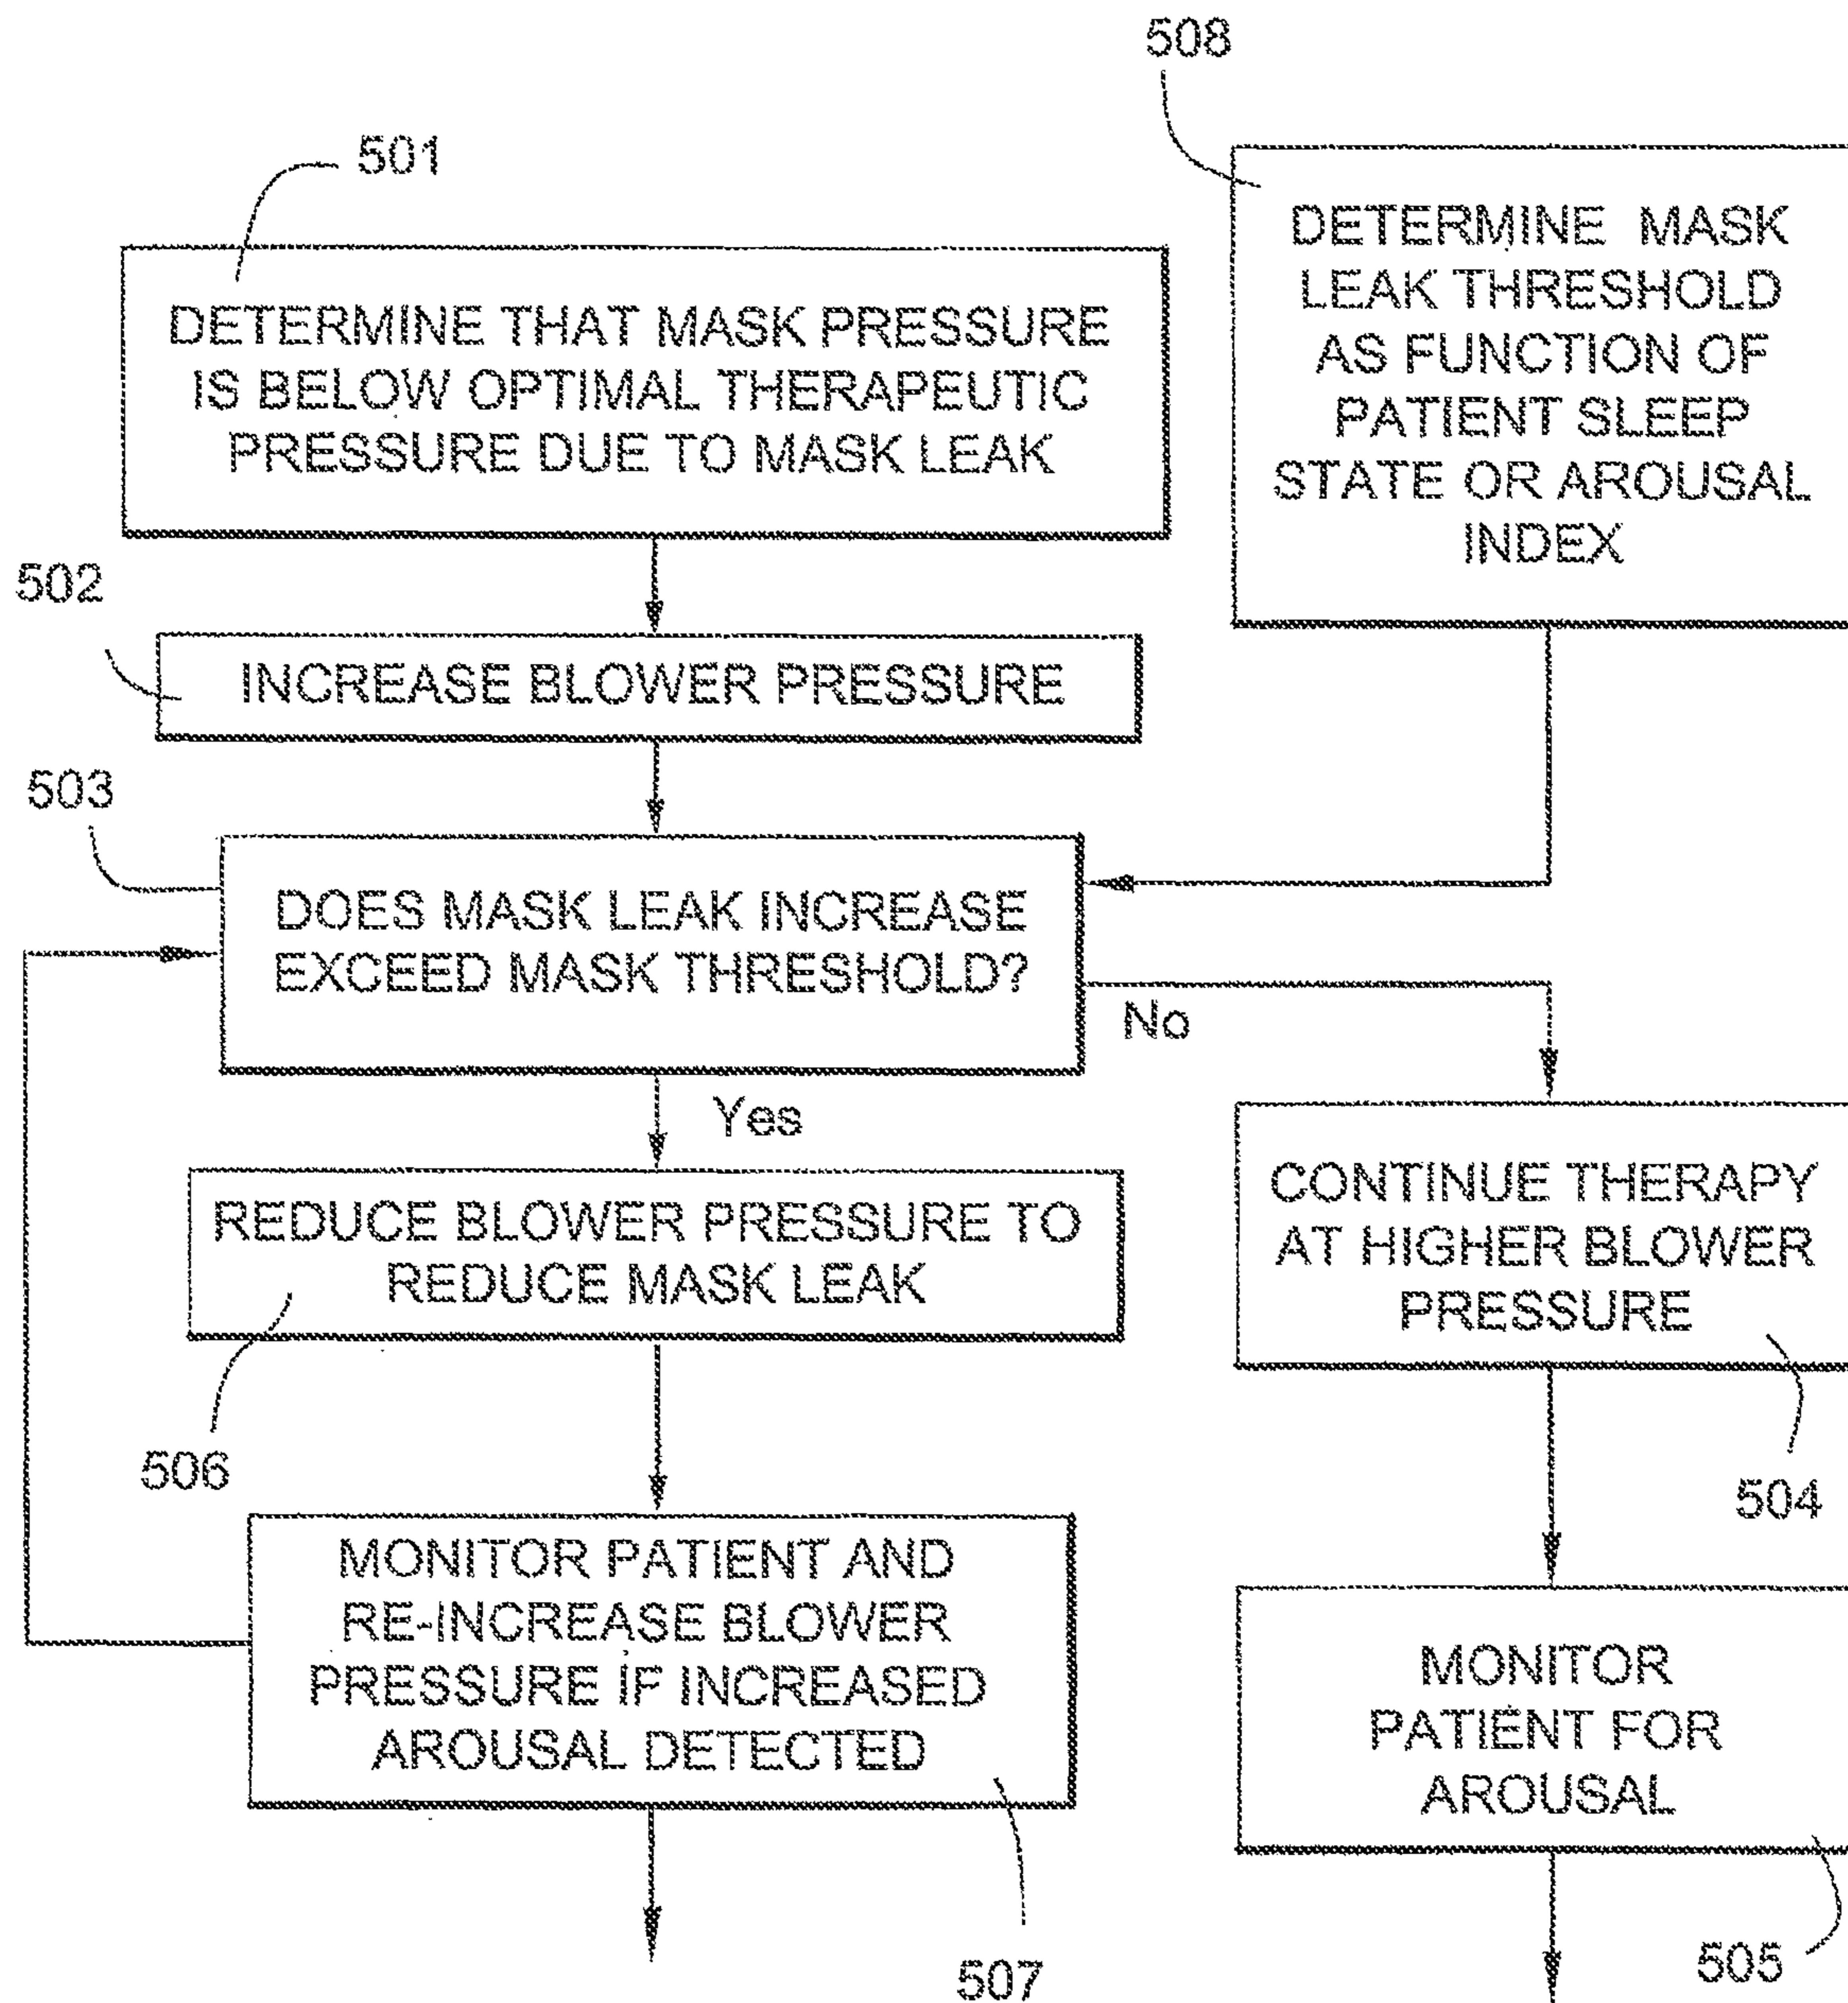 508
501
DETERMINE THAT MASK PRESSURE
IS BELOW OPTIMAL THERAPEUTIC
PRESSURE DUE TO MASK LEAK
DETERMINE MASK
LEAK THRESHOLD
AS FUNCTION OF
PATIENT SLEEP
STATE OR AROUSAL
INDEX
502
INCREASE BLOWER PRESSURE
503
DOES MASK LEAK INCREASE
EXCEED MASK THRESHOLD?
No
Yes
REDUCE BLOWER PRESSURE TO
REDUCE MASK LEAK
506
CONTINUE THERAPY
AT HIGHER BLOWER
PRESSURE
504
MONITOR PATIENT AND
RE-INCREASE BLOWER
PRESSURE IF INCREASED
AROUSAL DETECTED
507
MONITOR
PATIENT FOR
AROUSAL
505